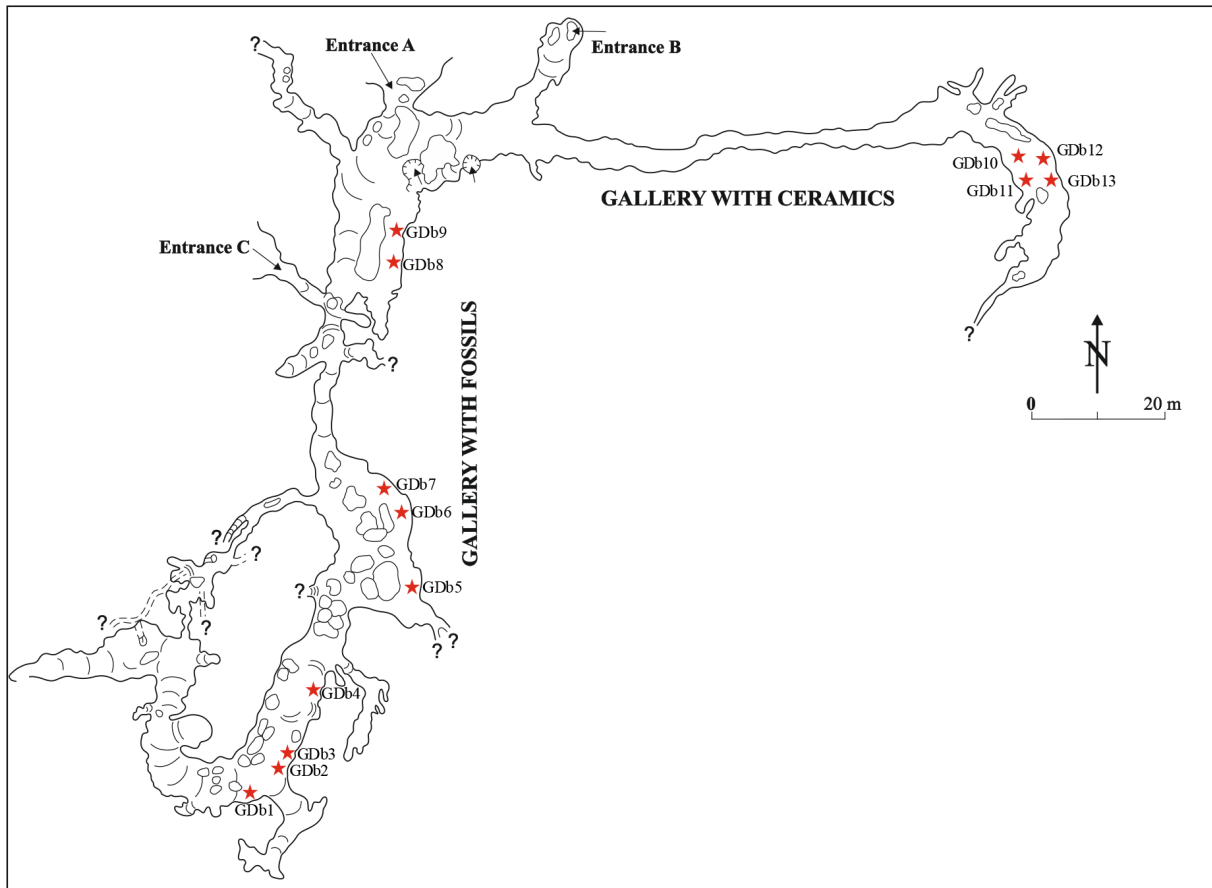 Entrance A
Entrance B
?
GDb12
GDb10
GDb11
GDb13
GALLERY WITH CERAMICS
GDb9
Entrance C
GDb8
GALLERY WITH FOSSILS
N
?
?
0 20 m
GDb7
GDb6
?
?
GDb5
?
?
?
?
?
?
GDb4
GDb3
GDb2
GDb1